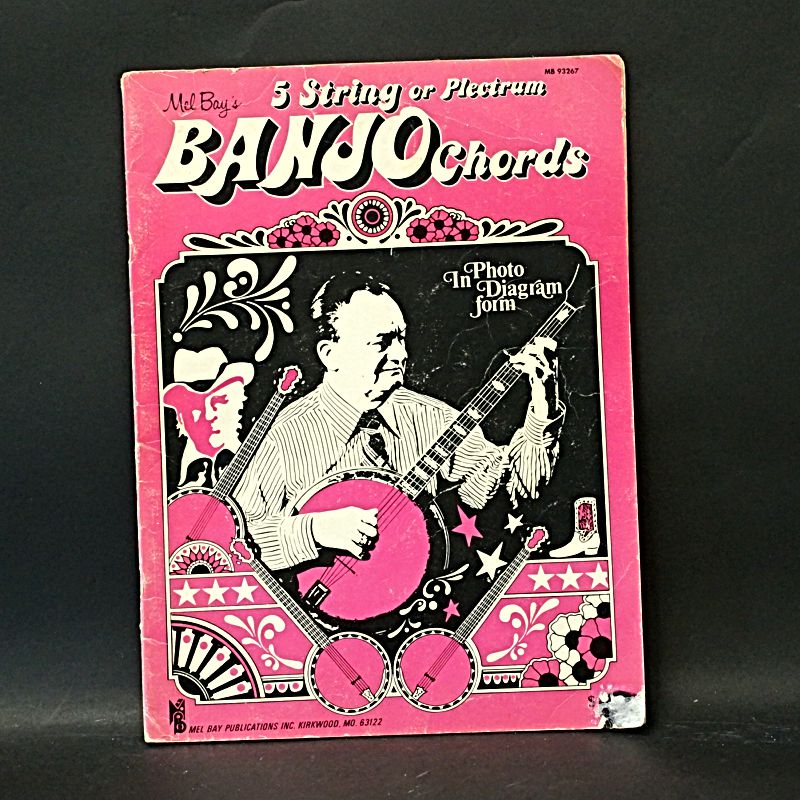 MB 93267
Mel Bay's
5 String or Plectrum
BANJO Chords
In Photo
Diagram
form
MEL BAY PUBLICATIONS INC. KIRKWOOD, MO. 63122